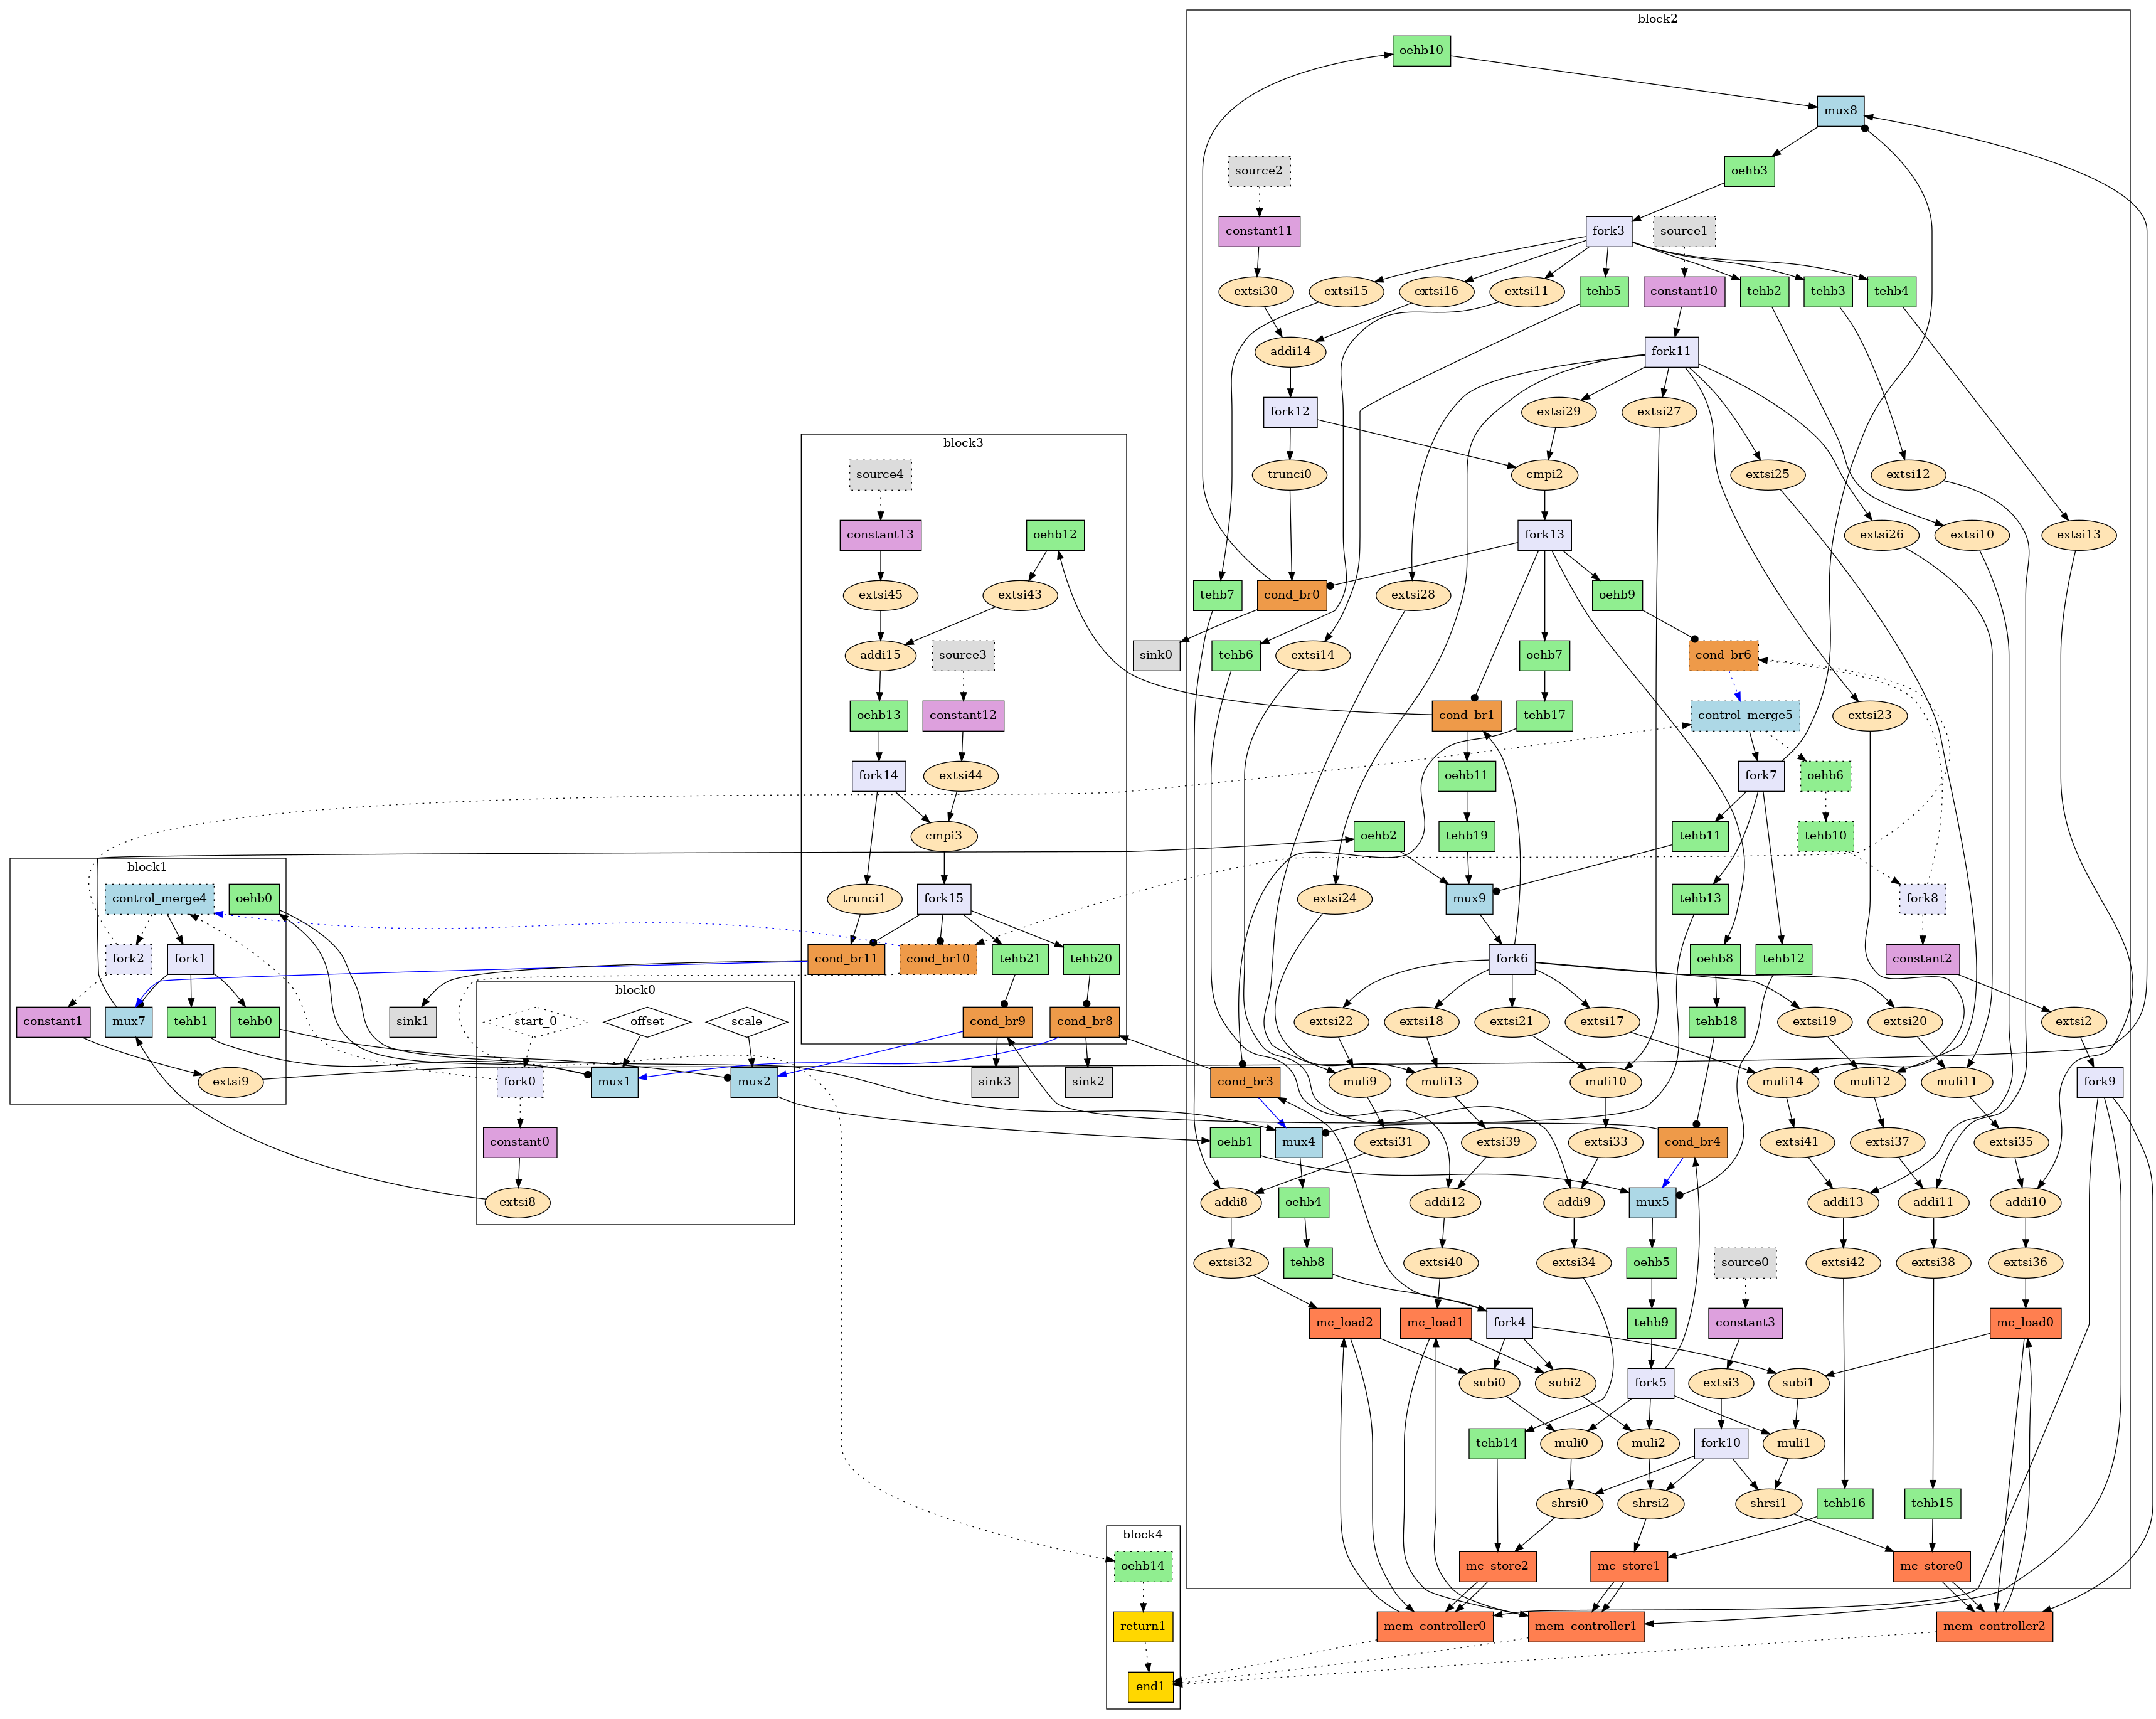 block2
oehb10
mux8
source2
oehb3
constant11
fork3
source1
extsi30
extsi15
extsi16
extsi11
tehb5
constant10
tehb2
tehb3
tehb4
addi14
fork11
fork12
extsi29
extsi27
block3
source4
trunci0
cmpi2
extsi25
extsi12
constant13
oehb12
fork13
extsi26
extsi10
extsi13
extsi45
extsi43
tehb7
cond_br0
extsi28
oehb9
addi15
source3
sink0
tehb6
extsi14
oehb7
cond_br6
oehb13
constant12
cond_br1
tehb17
control_merge5
extsi23
fork14
extsi44
oehb11
fork7
oehb6
cmpi3
oehb2
tehb19
tehb11
tehb10
block1
control_merge4
oehb0
trunci1
fork15
extsi24
mux9
tehb13
fork8
fork2
fork1
cond_br11
cond_br10
tehb21
tehb20
fork6
oehb8
tehb12
constant2
block0
constant1
mux7
tehb1
tehb0
sink1
start_0
offset
scale
cond_br9
cond_br8
extsi22
extsi18
extsi21
extsi17
tehb18
extsi19
extsi20
extsi2
extsi9
fork0
mux1
mux2
sink3
sink2
cond_br3
muli9
muli13
muli10
muli14
muli12
muli11
fork9
constant0
oehb1
mux4
extsi31
extsi39
extsi33
cond_br4
extsi41
extsi37
extsi35
extsi8
addi8
oehb4
addi12
addi9
mux5
addi13
addi11
addi10
extsi32
tehb8
extsi40
extsi34
oehb5
source0
extsi42
extsi38
extsi36
mc_load2
mc_load1
fork4
tehb9
constant3
mc_load0
subi0
subi2
fork5
extsi3
subi1
tehb14
muli0
muli2
fork10
muli1
shrsi0
shrsi2
shrsi1
tehb16
tehb15
block4
oehb14
mc_store2
mc_store1
mc_store0
return1
mem_controller0
mem_controller1
mem_controller2
end1